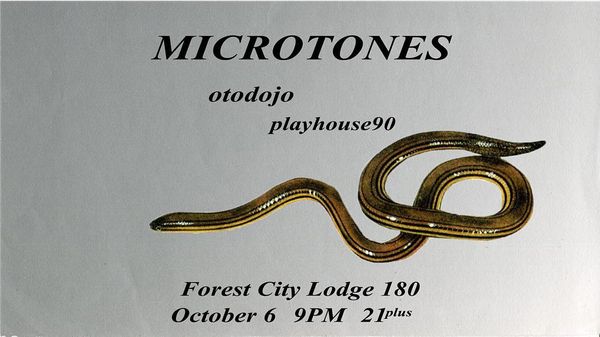 MICROTONES
otodojo
playhouse90
Forest City Lodge 180
October 6 9PM 21plus